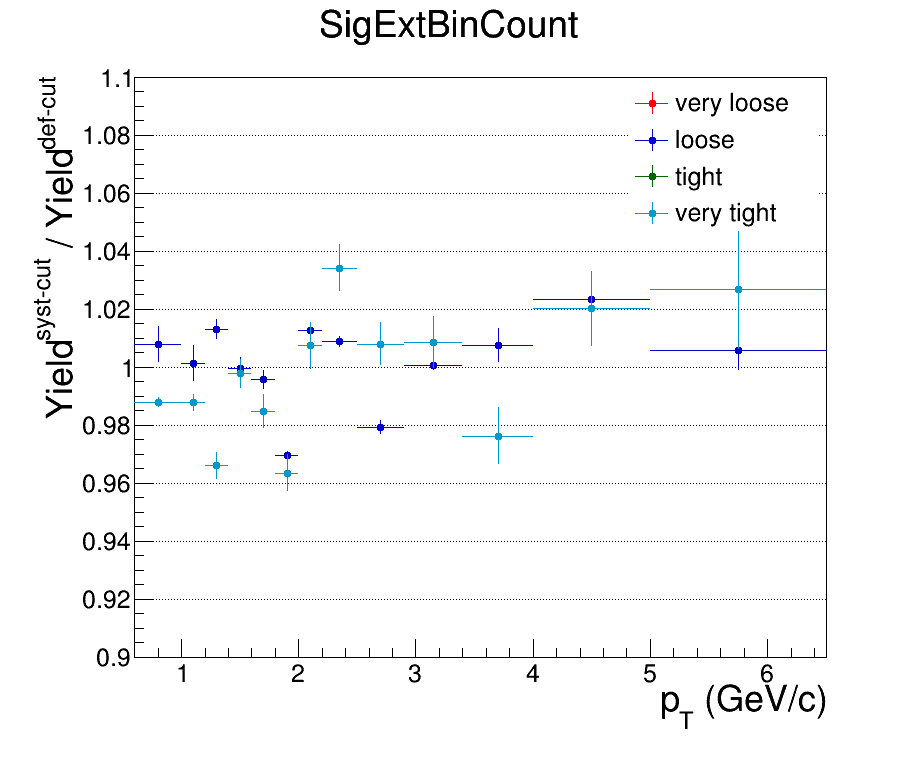 SigExtBinCount
Yield^syst-cut / Yield^def-cut
1.1
1.08
1.06
1.04
1.02
1
0.98
0.96
0.94
0.92
0.9
very loose
loose
tight
very tight
1 2 3 4 5 6
p_T (GeV/c)